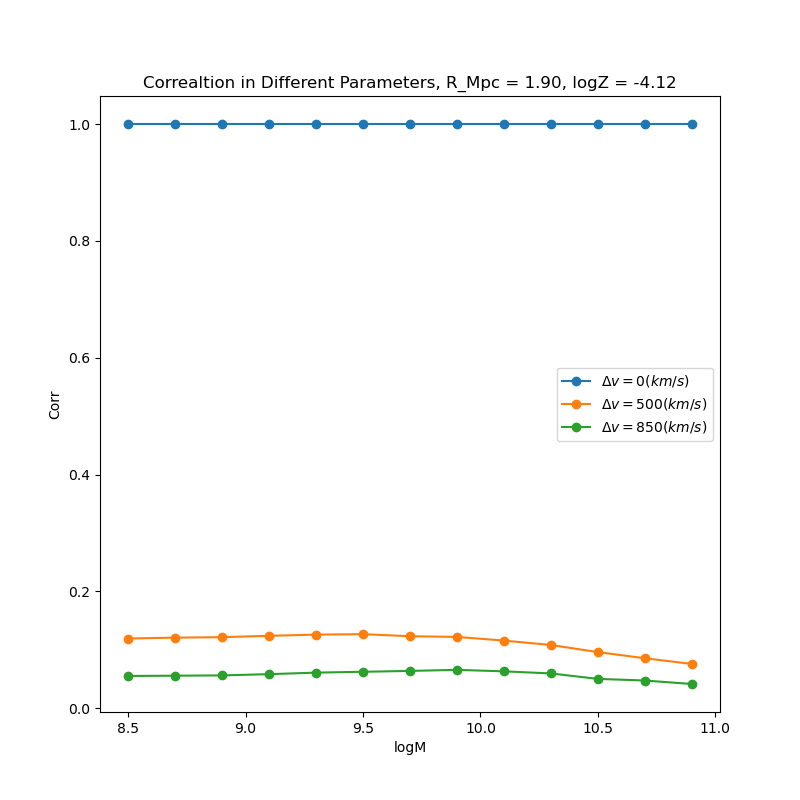 Correaltion in Different Parameters, R_Mpc = 1.90, logZ = -4.12
1.0
0.8
0.6
0.4
0.2
0.0
Corr
Δv = 0(km/s)
Δv = 500(km/s)
Δv = 850(km/s)
8.5 9.0 9.5 10.0 10.5 11.0
logM